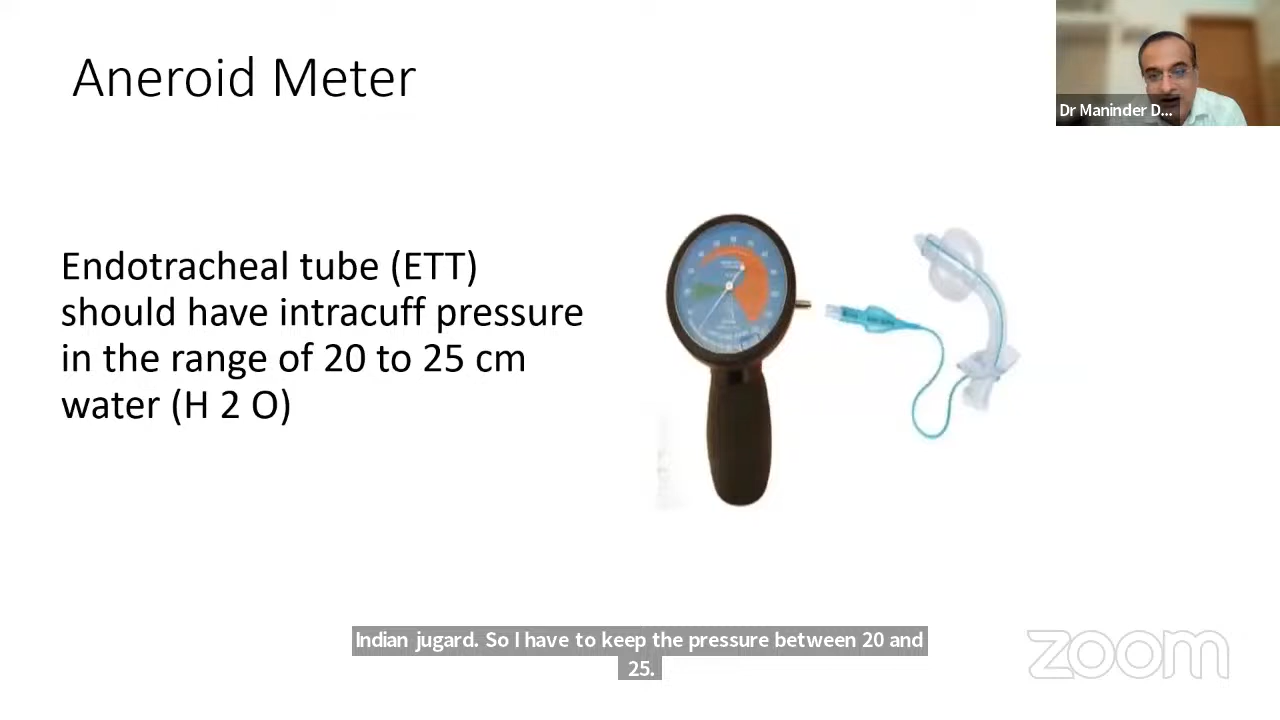 Aneroid Meter
Dr Maninder D...
Endotracheal tube (ETT)
should have intracuff pressure
in the range of 20 to 25 cm
water (H 2 O)
Indian jugard. So I have to keep the pressure between 20 and
25.
zoom